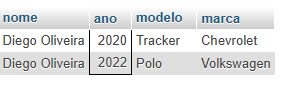 nome ano modelo marca
Diego Oliveira 2020 Tracker Chevrolet
Diego Oliveira 2022 Polo Volkswagen